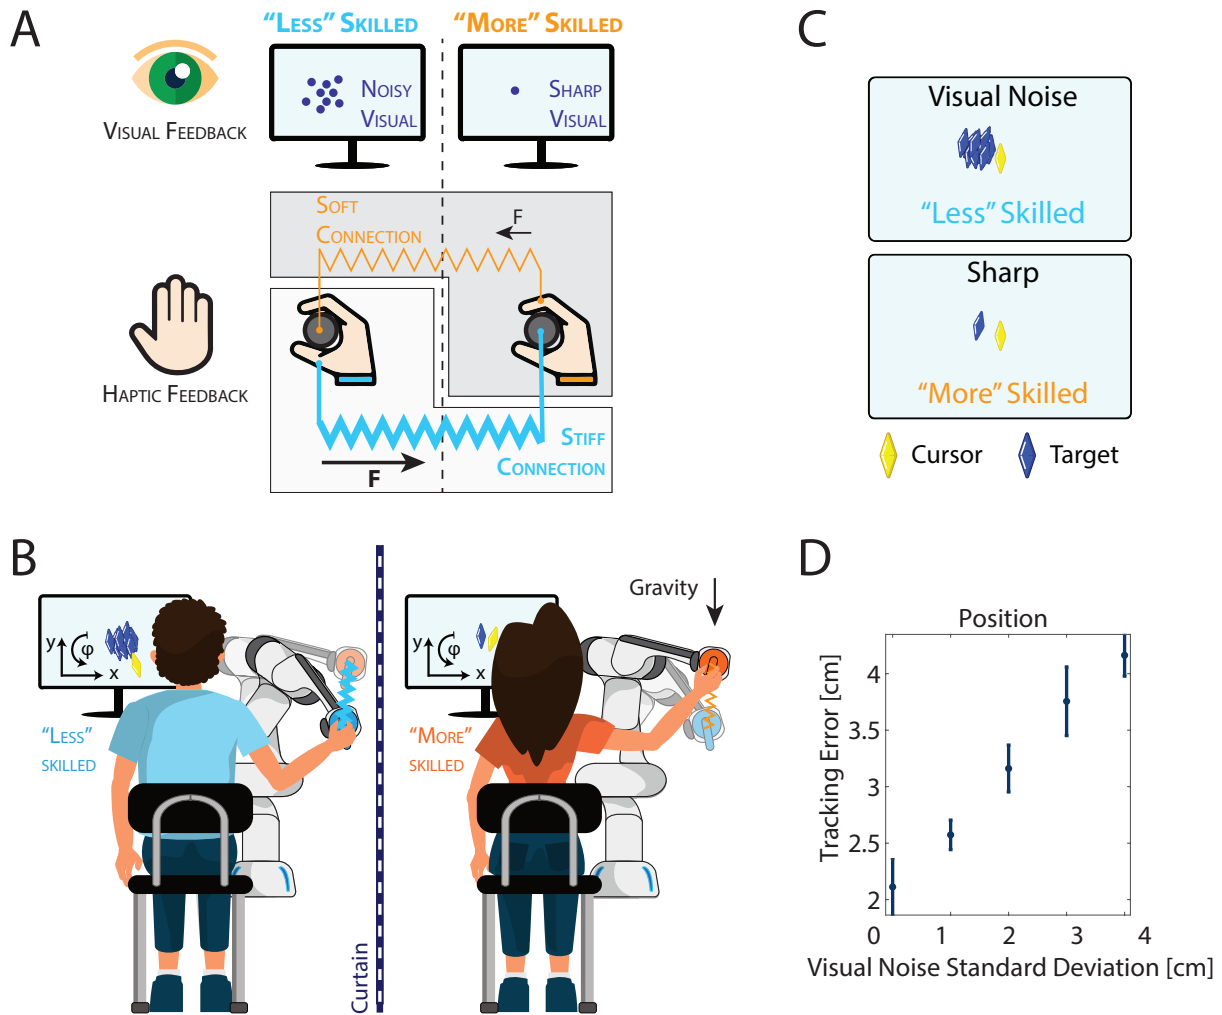 A
“Less” Skilled
“More” Skilled
Noisy
Visual
Sharp
Visual
Visual Feedback
Soft
Connection
F
Haptic Feedback
Stiff
Connection
F
C
Visual Noise
“Less” Skilled
Sharp
“More” Skilled
Cursor
Target
B
y
φ
x
“Less”
skilled
Curtain
y
φ
x
“More”
skilled
Gravity
D
Position
Tracking Error [cm]
4
3.5
3
2.5
2
0 1 2 3 4
Visual Noise Standard Deviation [cm]